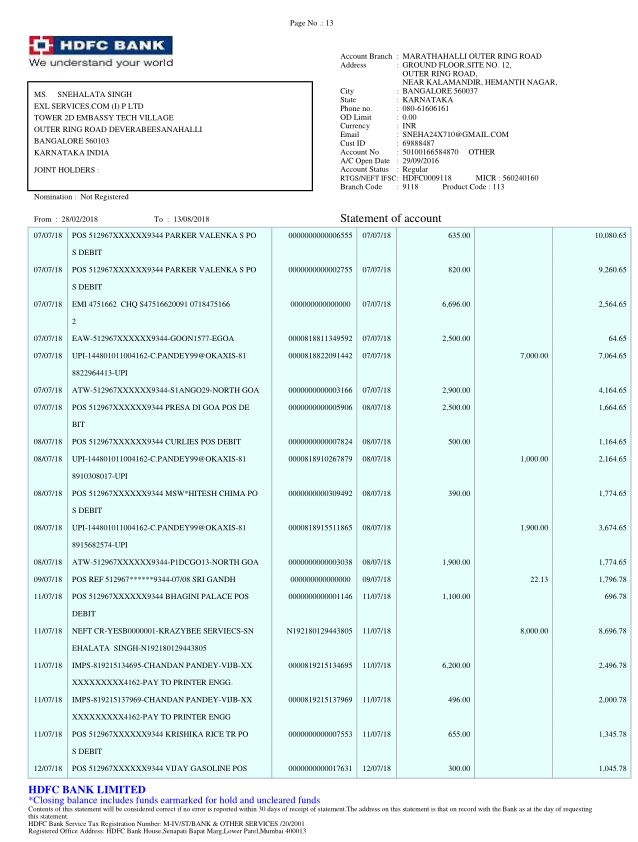 Page No .: 13
HDFC BANK
We understand your world
MS. SNEHALATA SINGH
EXL SERVICES.COM (I) P LTD
TOWER 2D EMBASSY TECH VILLAGE
OUTER RING ROAD DEVERABEESANAHALLI
BANGALORE 560103
KARNATAKA INDIA
JOINT HOLDERS :
Nomination : Not Registered
Account Branch : MARATHAHALLI OUTER RING ROAD
Address : GROUND FLOOR,SITE NO. 12,
OUTER RING ROAD,
NEAR KALAMANDIR, HEMANTH NAGAR,
City : BANGALORE 560037
State : KARNATAKA
Phone no. : 080-61606161
OD Limit : 0.00
Currency : INR
Email : SNEHA24X710@GMAIL.COM
Cust ID : 69888487
Account No : 50100166584870 OTHER
A/C Open Date : 29/09/2016
Account Status : Regular
RTGS/NEFT IFSC: HDFC0009118 MICR : 560240160
Branch Code : 9118 Product Code : 113
From : 28/02/2018 To : 13/08/2018 Statement of account
07/07/18 POS 512967XXXXXX9344 PARKER VALENKA S PO 0000000000006555 07/07/18 635.00 10,080.65
S DEBIT
07/07/18 POS 512967XXXXXX9344 PARKER VALENKA S PO 0000000000002755 07/07/18 820.00 9,260.65
S DEBIT
07/07/18 EMI 4751662 CHQ S47516620091 0718475166 000000000000000 07/07/18 6,696.00 2,564.65
2
07/07/18 EAW-512967XXXXXX9344-GOON1577-EGOA 0000818811349592 07/07/18 2,500.00 64.65
07/07/18 UPI-144801011004162-C.PANDEY99@OKAXIS-81 0000818822091442 07/07/18 7,000.00 7,064.65
8822964413-UPI
07/07/18 ATW-512967XXXXXX9344-S1ANGO29-NORTH GOA 0000000000003166 07/07/18 2,900.00 4,164.65
07/07/18 POS 512967XXXXXX9344 PRESA DI GOA POS DE 0000000000005906 08/07/18 2,500.00 1,664.65
BIT
08/07/18 POS 512967XXXXXX9344 CURLIES POS DEBIT 0000000000007824 08/07/18 500.00 1,164.65
08/07/18 UPI-144801011004162-C.PANDEY99@OKAXIS-81 0000818910267879 08/07/18 1,000.00 2,164.65
8910308017-UPI
08/07/18 POS 512967XXXXXX9344 MSW*HITESH CHIMA PO 0000000000309492 08/07/18 390.00 1,774.65
S DEBIT
08/07/18 UPI-144801011004162-C.PANDEY99@OKAXIS-81 0000818915511865 08/07/18 1,900.00 3,674.65
8915682574-UPI
08/07/18 ATW-512967XXXXXX9344-P1DCGO13-NORTH GOA 0000000000003038 08/07/18 1,900.00 1,774.65
09/07/18 POS REF 512967******9344-07/08 SRI GANDH 000000000000000 09/07/18 22.13 1,796.78
11/07/18 POS 512967XXXXXX9344 BHAGINI PALACE POS 0000000000001146 11/07/18 1,100.00 696.78
DEBIT
11/07/18 NEFT CR-YESB0000001-KRAZYBEE SERVIECS-SN N192180129443805 11/07/18 8,000.00 8,696.78
EHALATA SINGH-N192180129443805
11/07/18 IMPS-819215134695-CHANDAN PANDEY-VIJB-XX 0000819215134695 11/07/18 6,200.00 2,496.78
XXXXXXXXX4162-PAY TO PRINTER ENGG.
11/07/18 IMPS-819215137969-CHANDAN PANDEY-VIJB-XX 0000819215137969 11/07/18 496.00 2,000.78
XXXXXXXXX4162-PAY TO PRINTER ENGG
11/07/18 POS 512967XXXXXX9344 KRISHIKA RICE TR PO 0000000000007553 11/07/18 655.00 1,345.78
S DEBIT
12/07/18 POS 512967XXXXXX9344 VIJAY GASOLINE POS 0000000000017631 12/07/18 300.00 1,045.78
HDFC BANK LIMITED
*Closing balance includes funds earmarked for hold and uncleared funds
Contents of this statement will be considered correct if no error is reported within 30 days of receipt of statement.The address on this statement is that on record with the Bank as at the day of requesting
this statement.
HDFC Bank Service Tax Registration Number: M-IV/ST/BANK & OTHER SERVICES /20/2001
Registered Office Address: HDFC Bank House,Senapati Bapat Marg,Lower Parel,Mumbai 400013